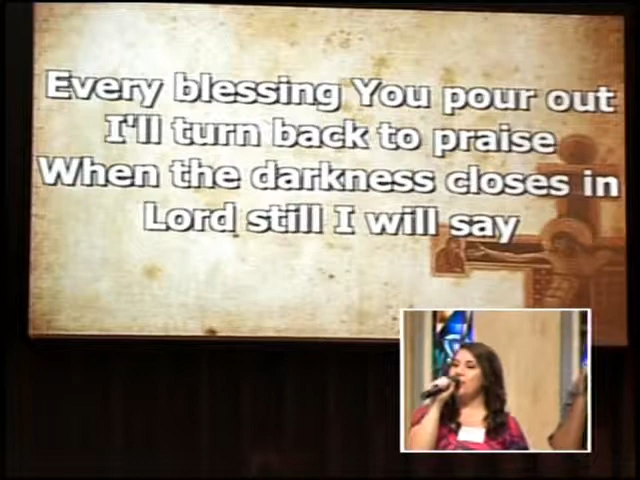 Every blessing You pour out
I'll turn back to praise
When the darkness closes in
Lord still I will say